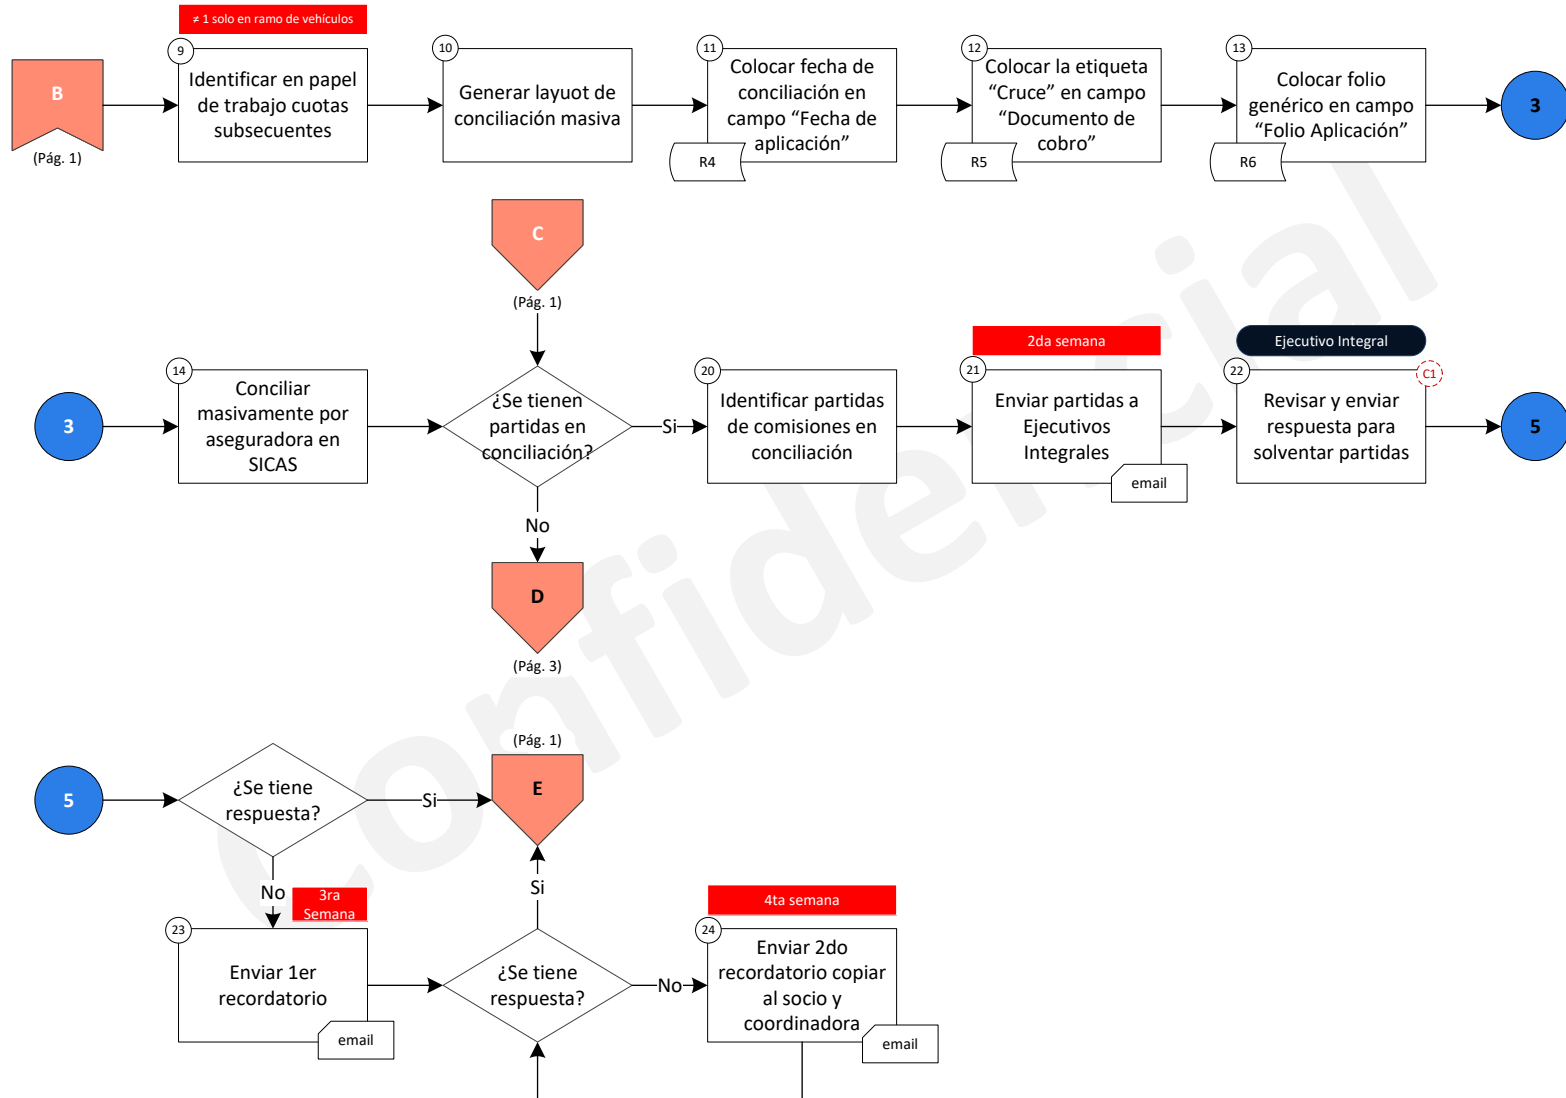 ≠ 1 solo en ramo de vehículos
B
(Pág. 1)
9
Identificar en papel
de trabajo cuotas
subsecuentes
10
Generar layuot de
conciliación masiva
11
Colocar fecha de
conciliación en
campo “Fecha de
aplicación”
R4
12
Colocar la etiqueta
“Cruce” en campo
“Documento de
cobro”
R5
13
Colocar folio
genérico en campo
“Folio Aplicación”
R6
3
C
(Pág. 1)
3
14
Conciliar
masivamente por
aseguradora en
SICAS
¿Se tienen
partidas en
conciliación?
Si
No
D
(Pág. 3)
20
Identificar partidas
de comisiones en
conciliación
2da semana
21
Enviar partidas a
Ejecutivos
Integrales
email
Ejecutivo Integral
22
C1
Revisar y enviar
respuesta para
solventar partidas
5
Confidencial
5
¿Se tiene
respuesta?
Si
(Pág. 1)
E
No
3ra
Semana
23
Enviar 1er
recordatorio
email
Si
¿Se tiene
respuesta?
No
4ta semana
24
Enviar 2do
recordatorio copiar
al socio y
coordinadora
email